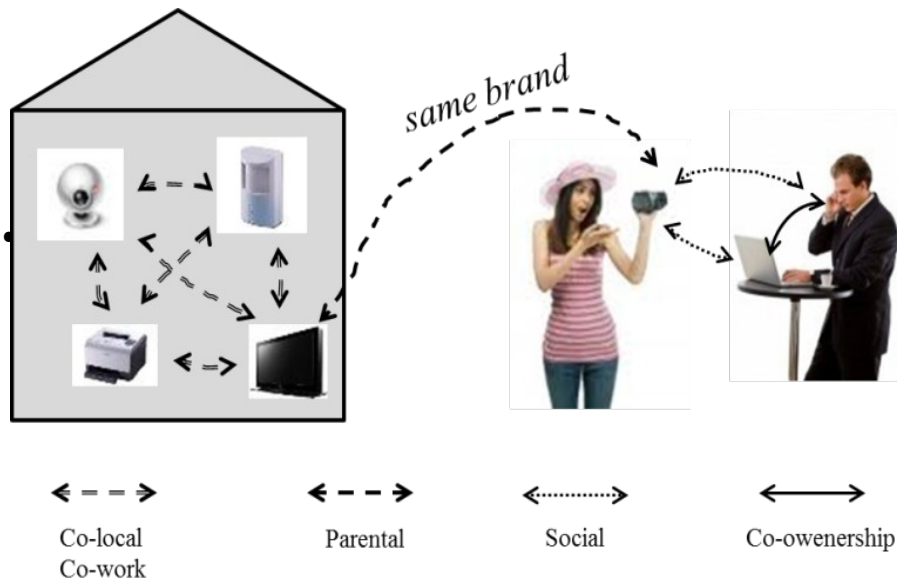 same brand
Co-local
Co-work
Parental
Social
Co-owenership